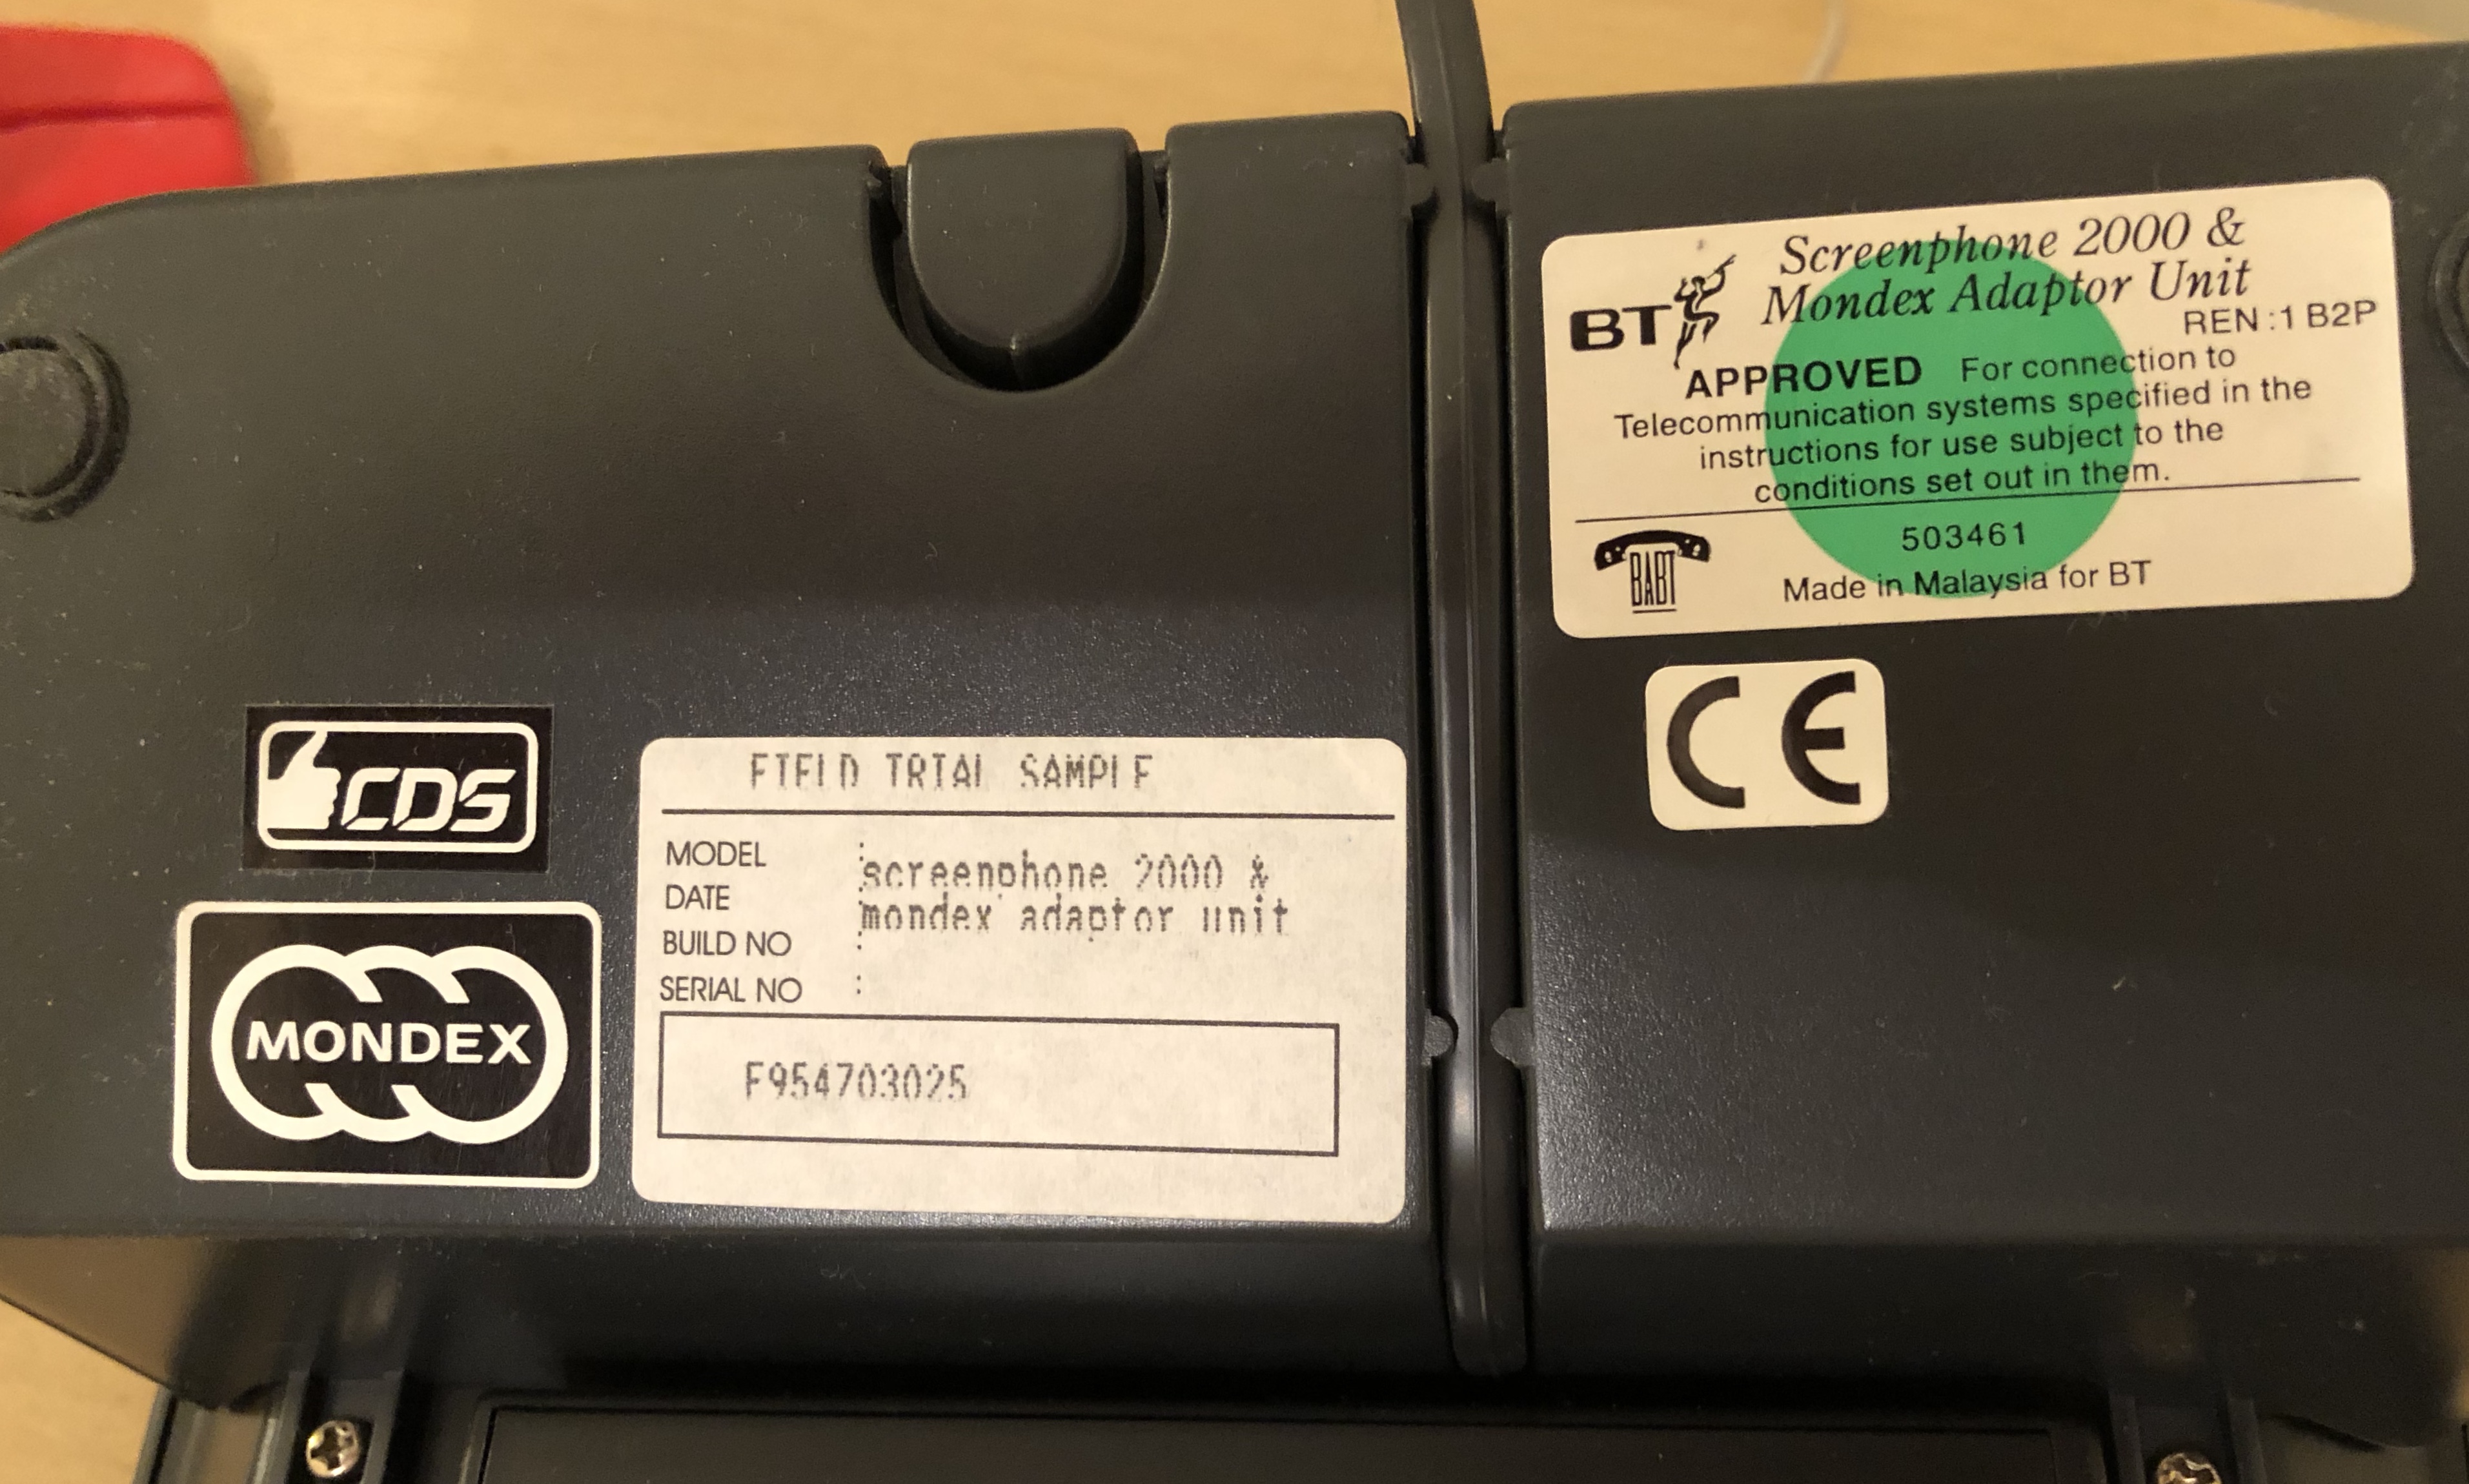 CDS
MONDEX
FIELD TRIAL SAMPLE
MODEL :
screenphone 2000 &
DATE :
mondex adaptor unit
BUILD NO :
SERIAL NO :
F954703025
BT
Screenphone 2000 &
Mondex Adaptor Unit
REN :1 B2P
APPROVED For connection to
Telecommunication systems specified in the
instructions for use subject to the
conditions set out in them.
503461
BABT
Made in Malaysia for BT
CE